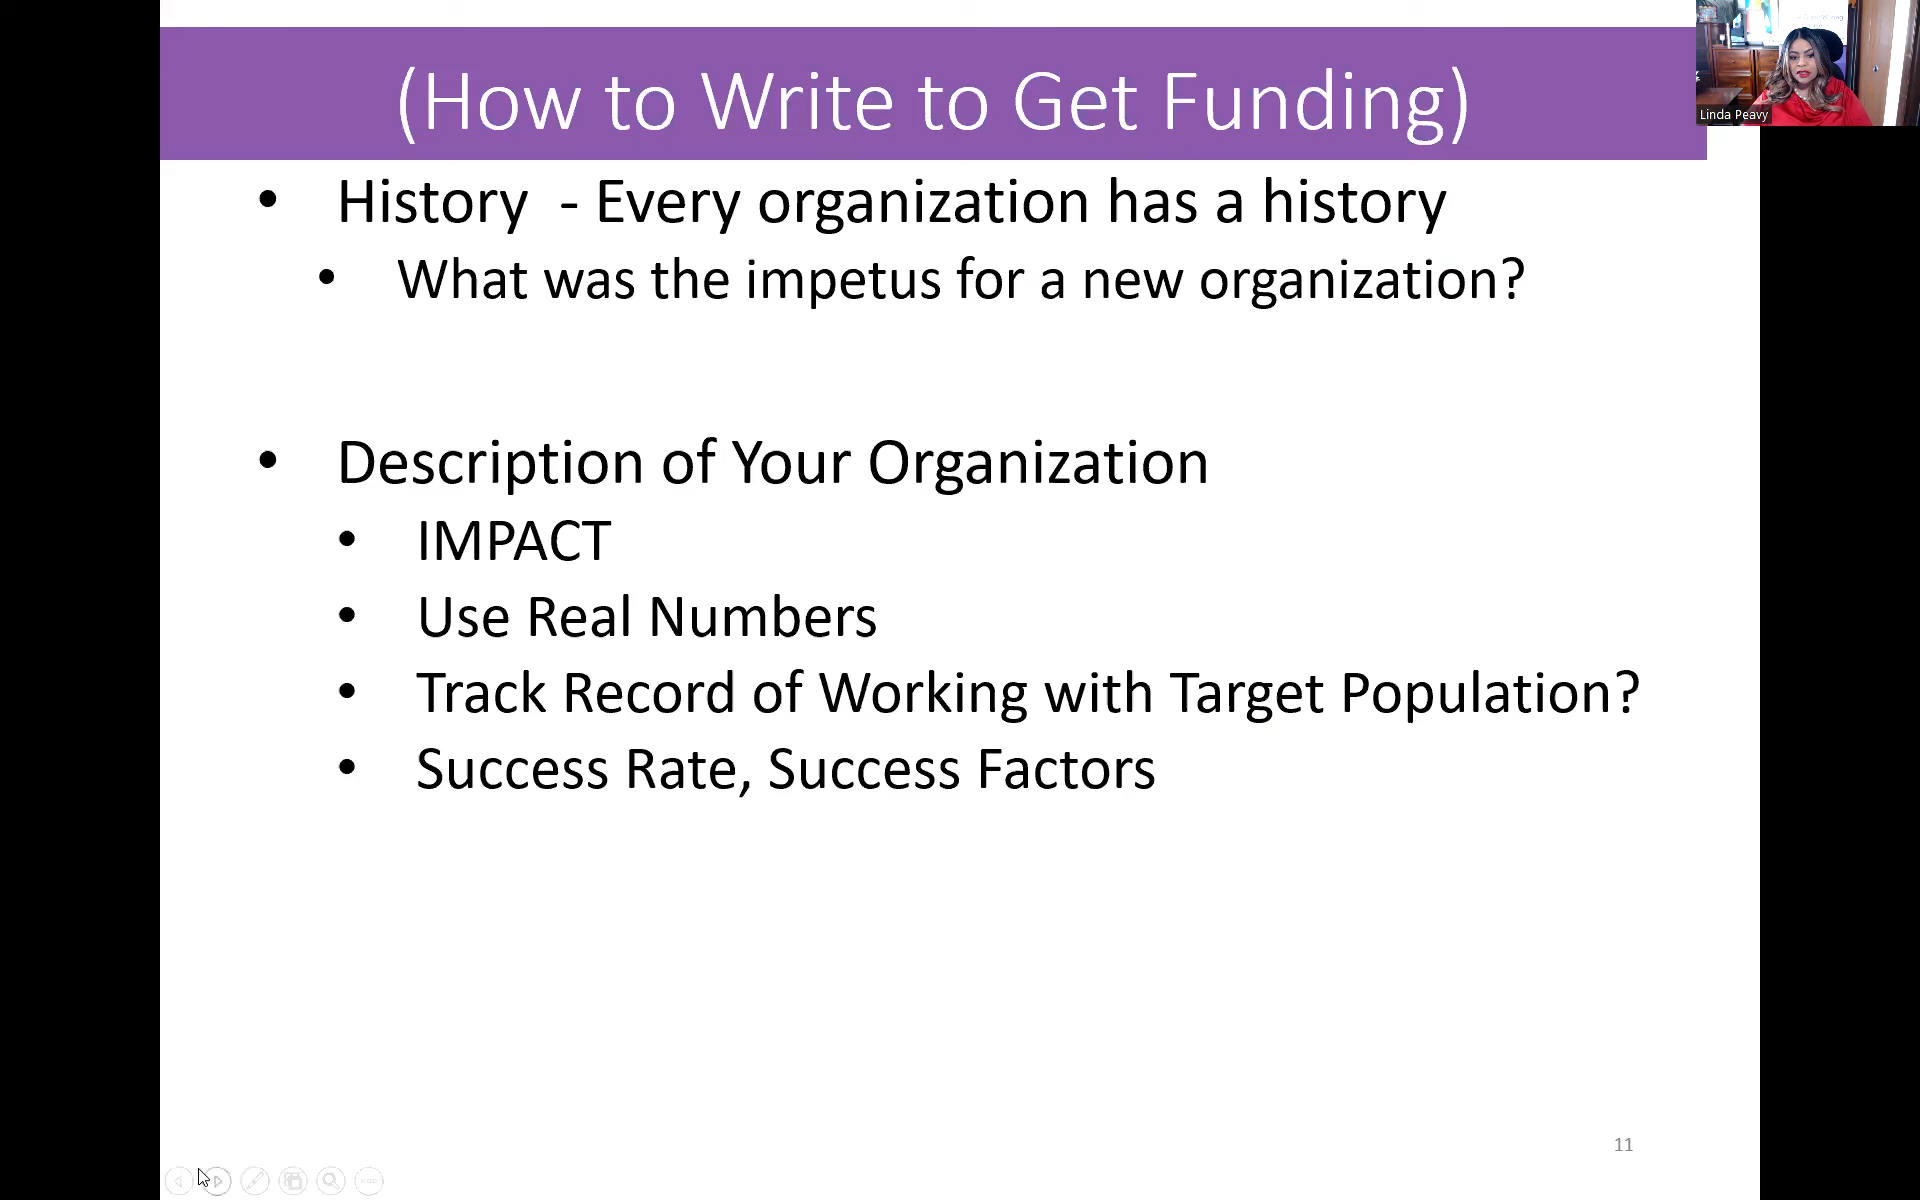 (How to Write to Get Funding)
Linda Peavy
• History - Every organization has a history
• What was the impetus for a new organization?
• Description of Your Organization
• IMPACT
• Use Real Numbers
• Track Record of Working with Target Population?
• Success Rate, Success Factors
11